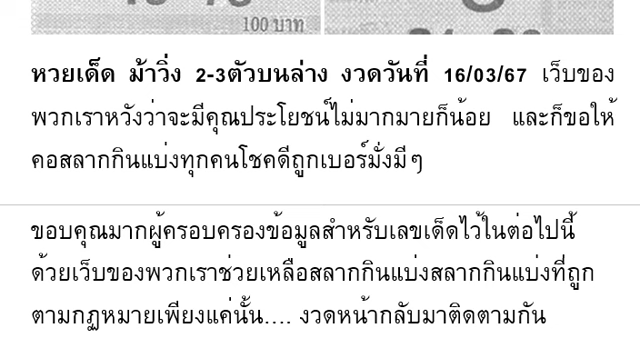 100 บาท
หวยเด็ด ม้าวิ่ง 2-3ตัวบนล่าง งวดวันที่ 16/03/67 เว็บของ
พวกเราหวังว่าจะมีคุณประโยชน์ไม่มากมายก็น้อย และก็ขอให้
คอสลากกินแบ่งทุกคนโชคดีถูกเบอร์มั่งมีๆ
ขอบคุณมากผู้ครอบครองข้อมูลสำหรับเลขเด็ดไว้ในต่อไปนี้
ด้วยเว็บของพวกเราช่วยเหลือสลากกินแบ่งสลากกินแบ่งที่ถูก
ตามกฏหมายเพียงแค่นั้น.... งวดหน้ากลับมาติดตามกัน